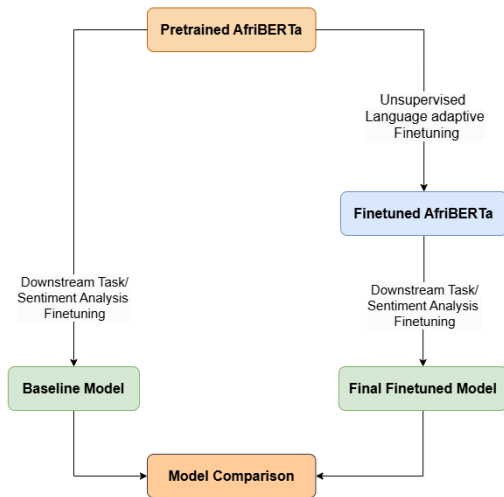 Pretrained AfriBERTa
Unsupervised
Language adaptive
Finetuning
Finetuned AfriBERTa
Downstream Task/
Sentiment Analysis
Finetuning
Downstream Task/
Sentiment Analysis
Finetuning
Baseline Model
Final Finetuned Model
Model Comparison